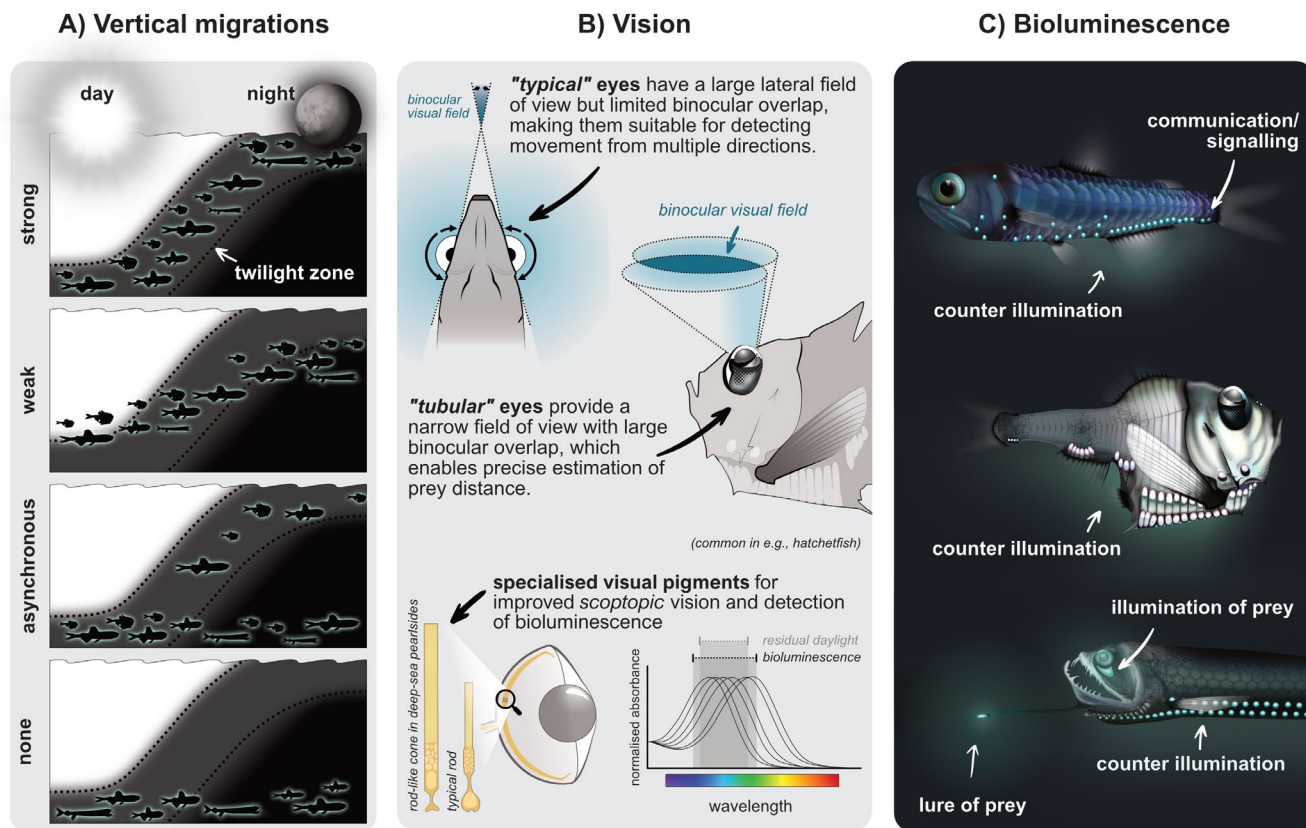 A) Vertical migrations
day
night
strong
twilight zone
weak
asynchronous
none
B) Vision
binocular
visual field
"typical" eyes have a large lateral field
of view but limited binocular overlap,
making them suitable for detecting
movement from multiple directions.
binocular visual field
"tubular" eyes provide a
narrow field of view with large
binocular overlap, which
enables precise estimation of
prey distance.
(common in e.g., hatchetfish)
specialised visual pigments for
improved scoptopic vision and detection
of bioluminescence
rod-like cone in deep-sea pearlsides
typical rod
residual daylight
bioluminescence
normalised absorbance
wavelength
C) Bioluminescence
communication/
signalling
counter illumination
counter illumination
illumination of prey
counter illumination
lure of prey